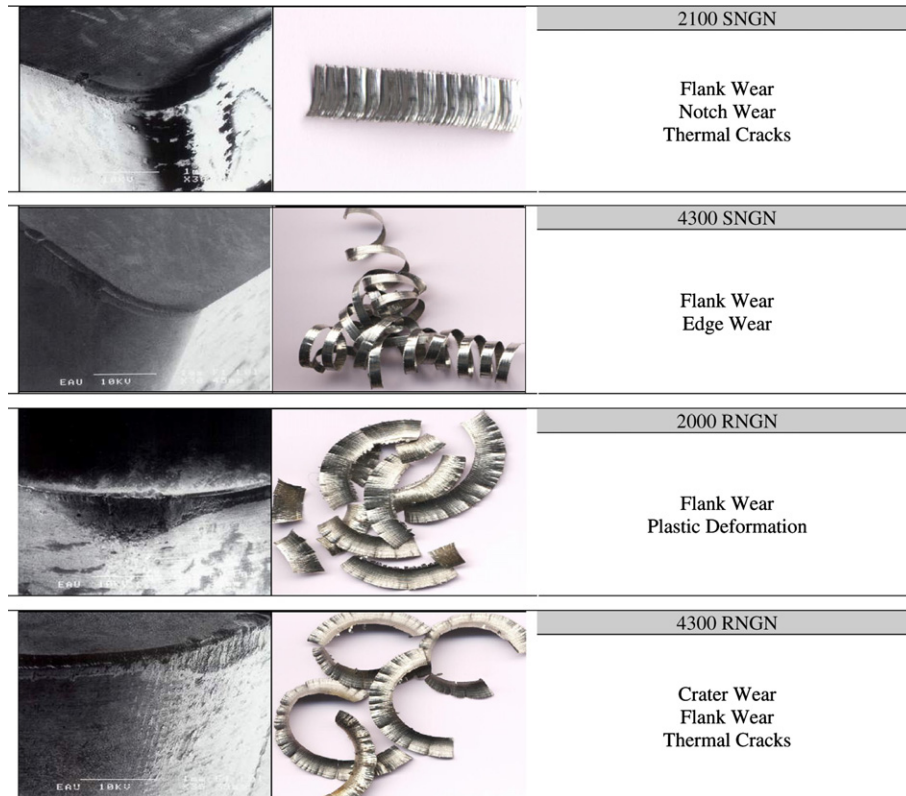 2100 SNGN
Flank Wear
Notch Wear
Thermal Cracks
4300 SNGN
Flank Wear
Edge Wear
EAU 10KV
2000 RNGN
Flank Wear
Plastic Deformation
EAU
4300 RNGN
Crater Wear
Flank Wear
Thermal Cracks
EAU 10KV